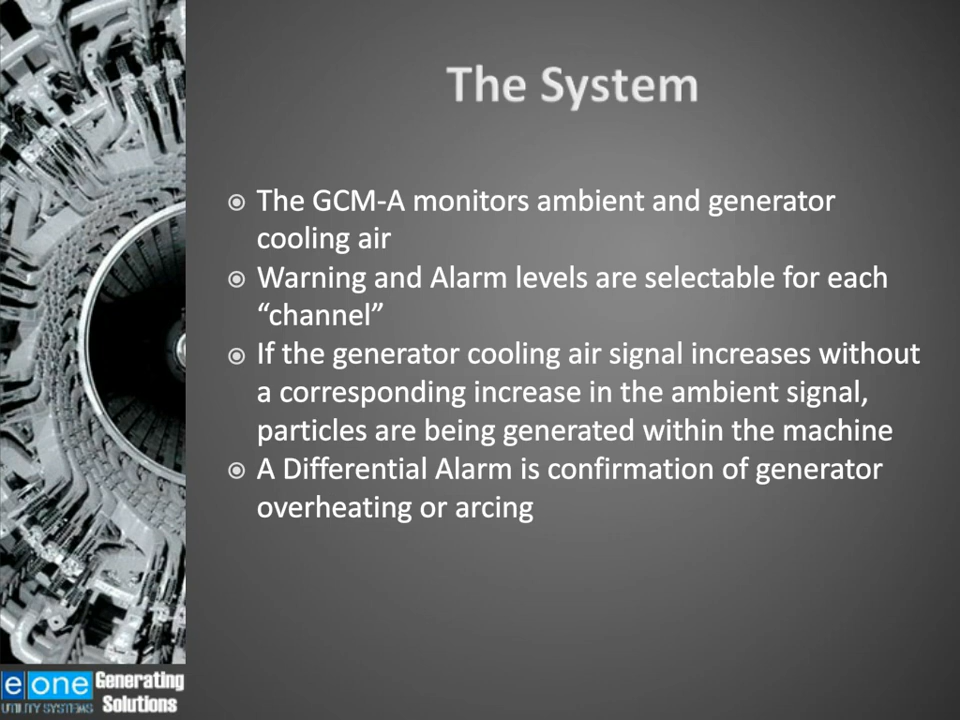 The System
The GCM-A monitors ambient and generator
cooling air
Warning and Alarm levels are selectable for each
“channel”
If the generator cooling air signal increases without
a corresponding increase in the ambient signal,
particles are being generated within the machine
A Differential Alarm is confirmation of generator
overheating or arcing
e one
UTILITY SYSTEMS
Generating
Solutions